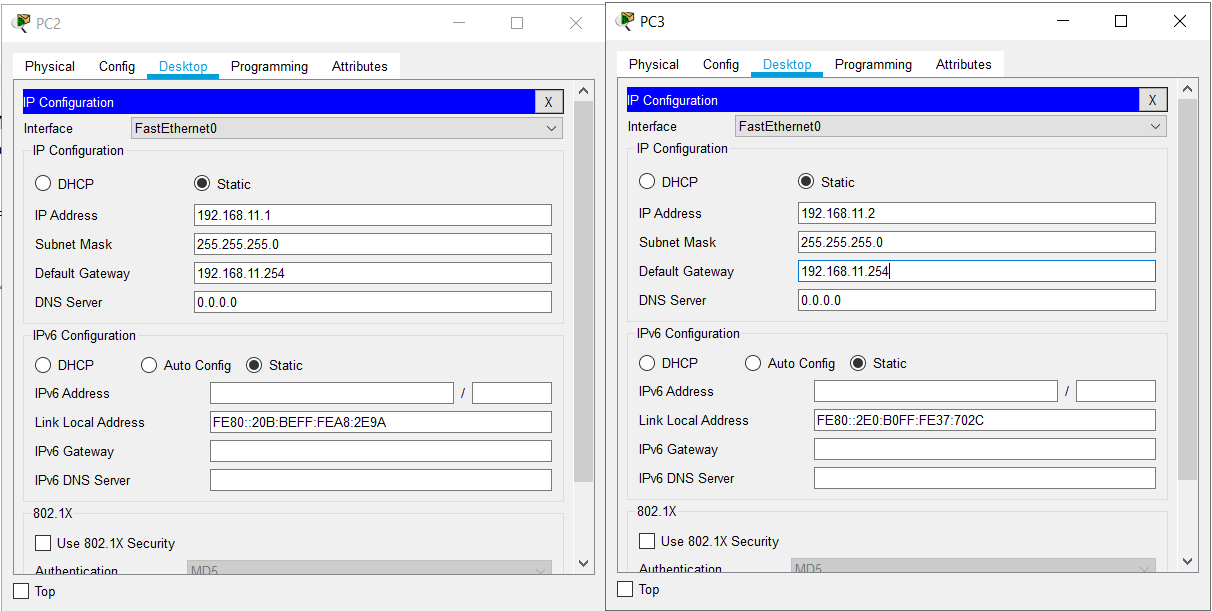 PC2
Physical Config Desktop Programming Attributes
IP Configuration X
Interface FastEthernet0
IP Configuration
DHCP Static
IP Address 192.168.11.1
Subnet Mask 255.255.255.0
Default Gateway 192.168.11.254
DNS Server 0.0.0.0
IPv6 Configuration
DHCP Auto Config Static
IPv6 Address /
Link Local Address FE80::20B:BEFF:FEA8:2E9A
IPv6 Gateway
IPv6 DNS Server
802.1X
Use 802.1X Security
Authentication MD5
Top
PC3
Physical Config Desktop Programming Attributes
IP Configuration X
Interface FastEthernet0
IP Configuration
DHCP Static
IP Address 192.168.11.2
Subnet Mask 255.255.255.0
Default Gateway 192.168.11.254
DNS Server 0.0.0.0
IPv6 Configuration
DHCP Auto Config Static
IPv6 Address /
Link Local Address FE80::2E0:B0FF:FE37:702C
IPv6 Gateway
IPv6 DNS Server
802.1X
Use 802.1X Security
Authentication MD5
Top